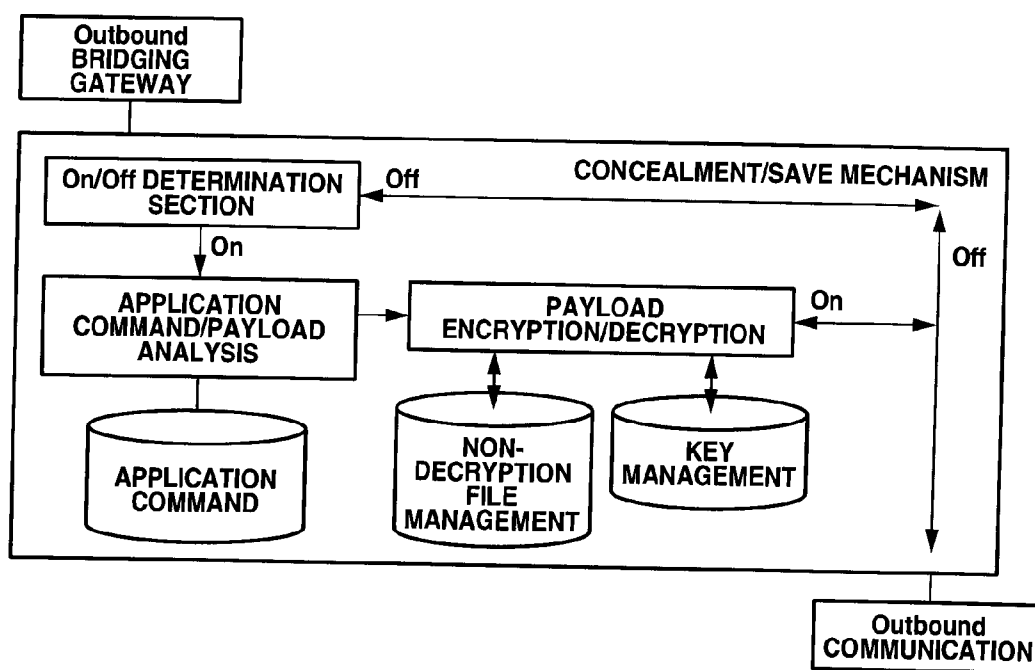 Outbound
BRIDGING
GATEWAY
CONCEALMENT/SAVE MECHANISM
On/Off DETERMINATION
SECTION
Off
On
Off
APPLICATION
COMMAND/PAYLOAD
ANALYSIS
PAYLOAD
ENCRYPTION/DECRYPTION
On
APPLICATION
COMMAND
NON-
DECRYPTION
FILE
MANAGEMENT
KEY
MANAGEMENT
Outbound
COMMUNICATION